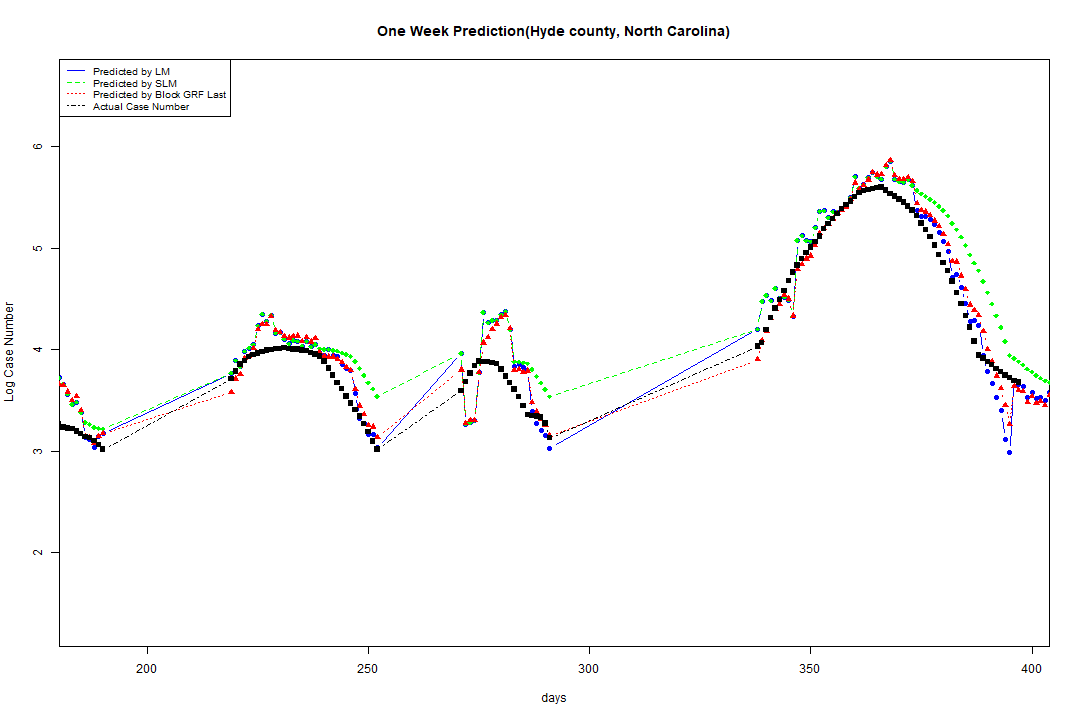 One Week Prediction(Hyde county, North Carolina)
Predicted by LM
Predicted by SLM
Predicted by Block GRF Last
Actual Case Number
6
5
4
3
2
Log Case Number
200 250 300 350 400
days